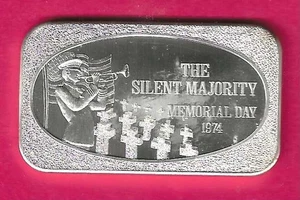 THE
SILENT MAJORITY
MEMORIAL DAY
1974